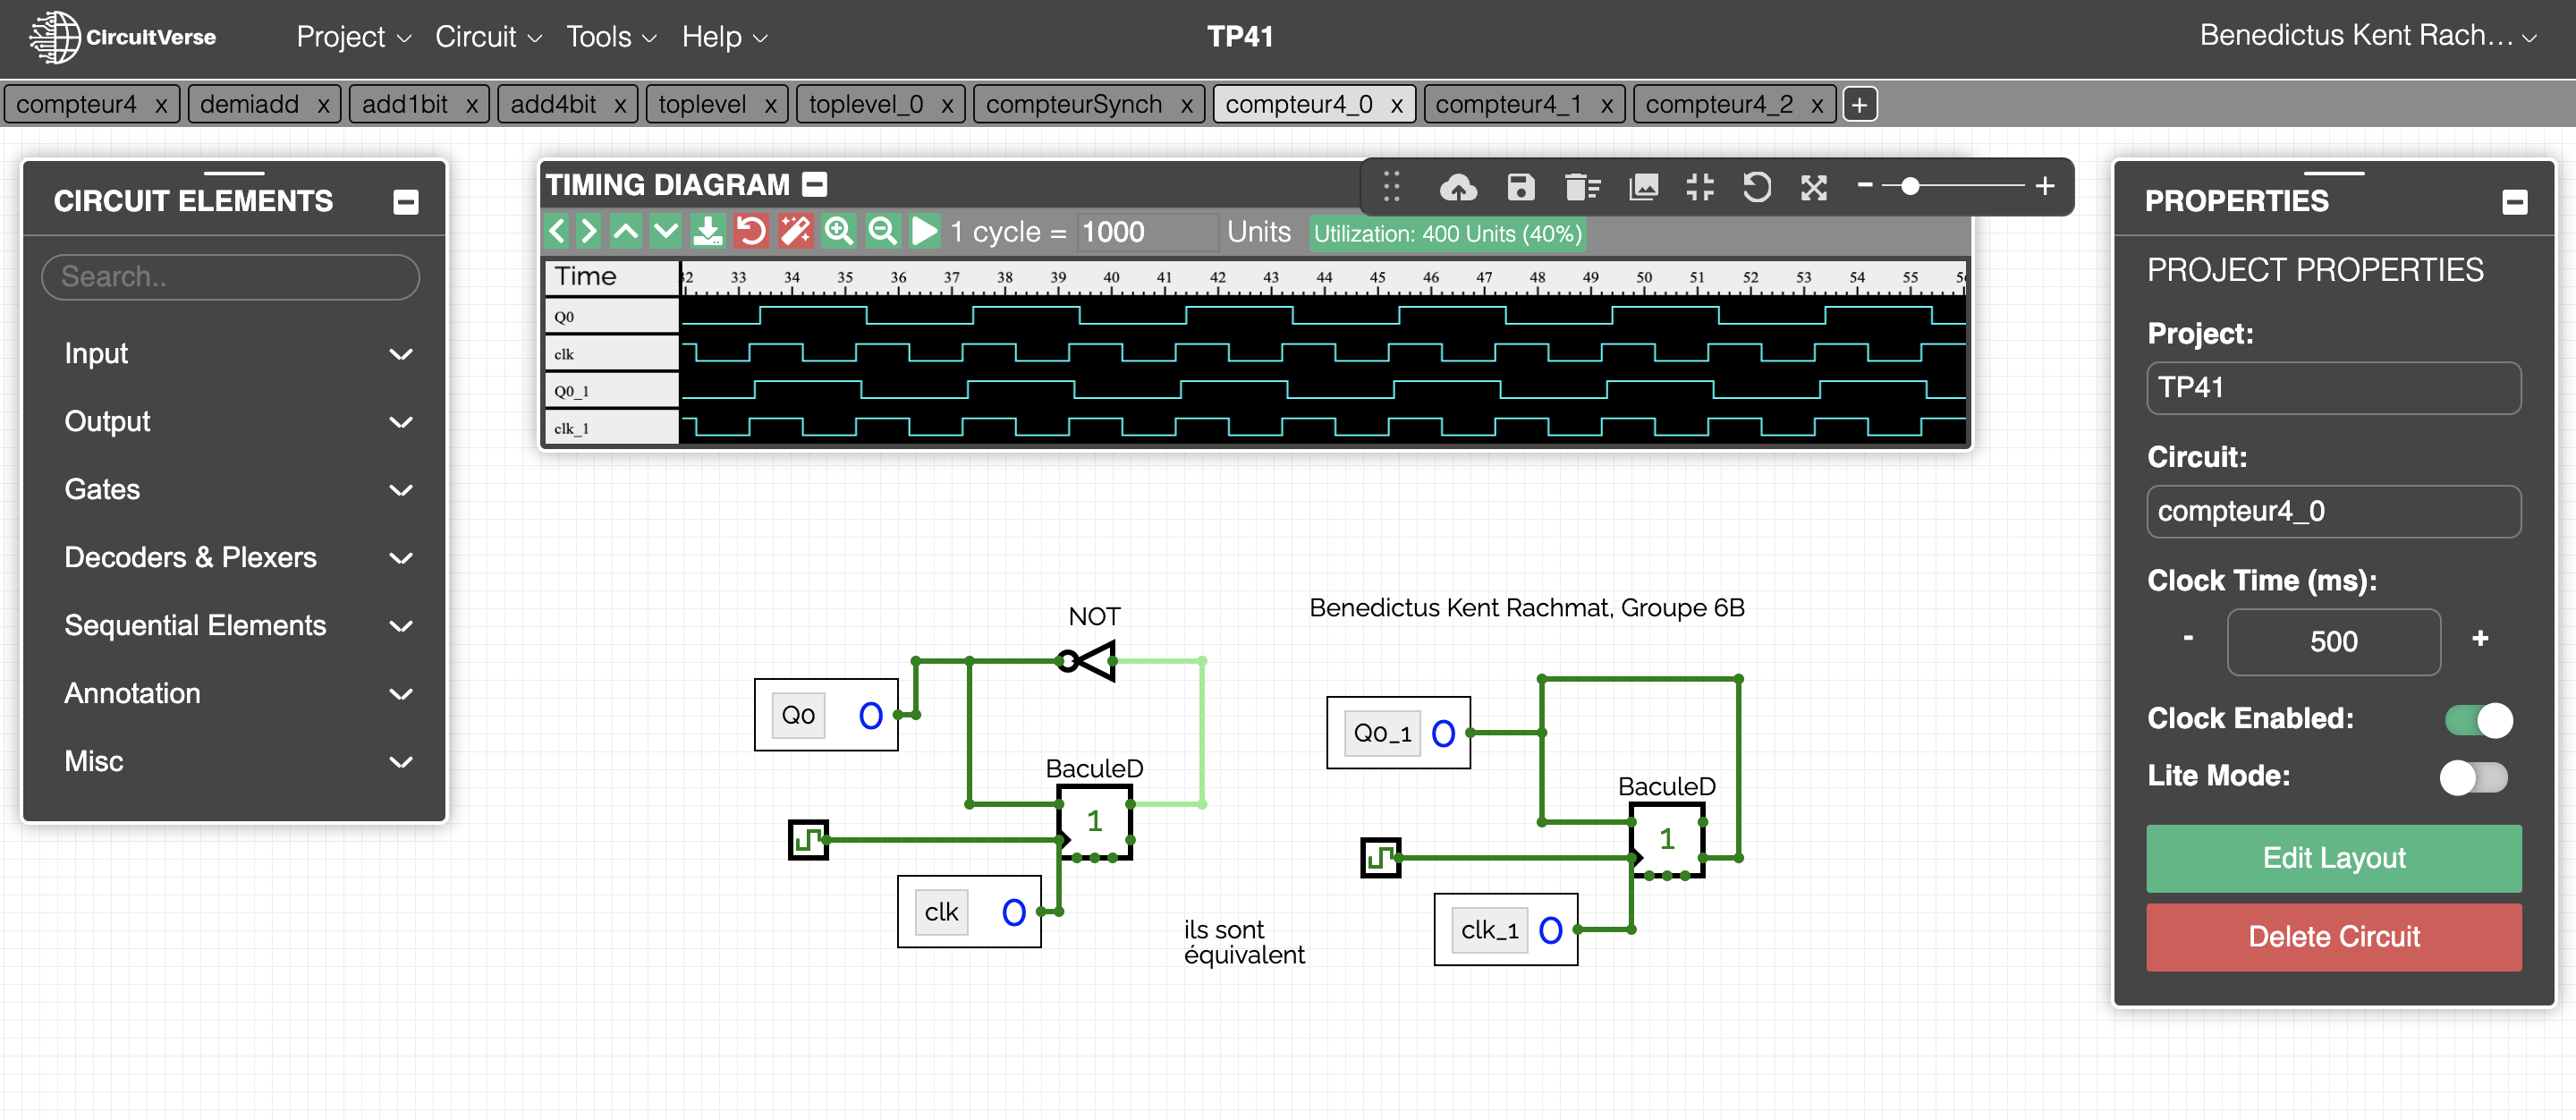 CircuitVerse
Project Circuit Tools Help
TP41
Benedictus Kent Rach...
compteur4 x demiadd x add1bit x add4bit x toplevel x toplevel_0 x compteurSynch x compteur4_0 x compteur4_1 x compteur4_2 x +
CIRCUIT ELEMENTS
Search..
Input
Output
Gates
Decoders & Plexers
Sequential Elements
Annotation
Misc
TIMING DIAGRAM
1 cycle = 1000 Units Utilization: 400 Units (40%)
Time 32 33 34 35 36 37 38 39 40 41 42 43 44 45 46 47 48 49 50 51 52 53 54 55
Q0
clk
Q0_1
clk_1
NOT
Q0 0
BaculeD
1
clk 0
ils sont
équivalent
Benedictus Kent Rachmat, Groupe 6B
Q0_1 0
BaculeD
1
clk_1 0
PROPERTIES
PROJECT PROPERTIES
Project:
TP41
Circuit:
compteur4_0
Clock Time (ms):
- 500 +
Clock Enabled:
Lite Mode:
Edit Layout
Delete Circuit